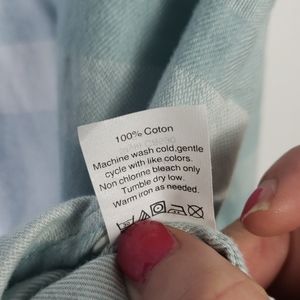 100% Coton
Machine wash cold,gentle
cycle with like colors.
Non chlorine bleach only
Tumble dry low.
Warm iron as needed.